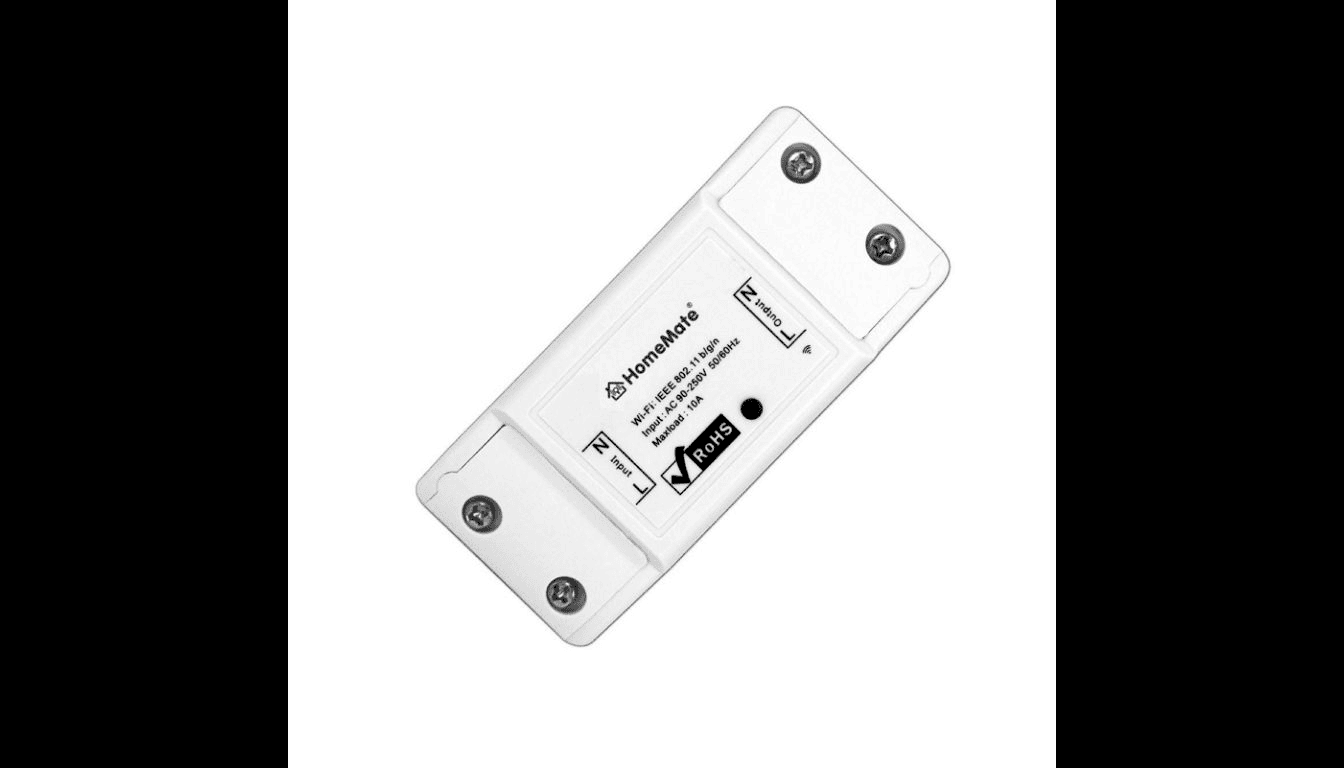 HomeMate®
Wi-Fi: IEEE 802.11 b/g/n
Input : AC 90-250V 50/60Hz
Maxload : 10A
RoHS
N Input L
N Output L